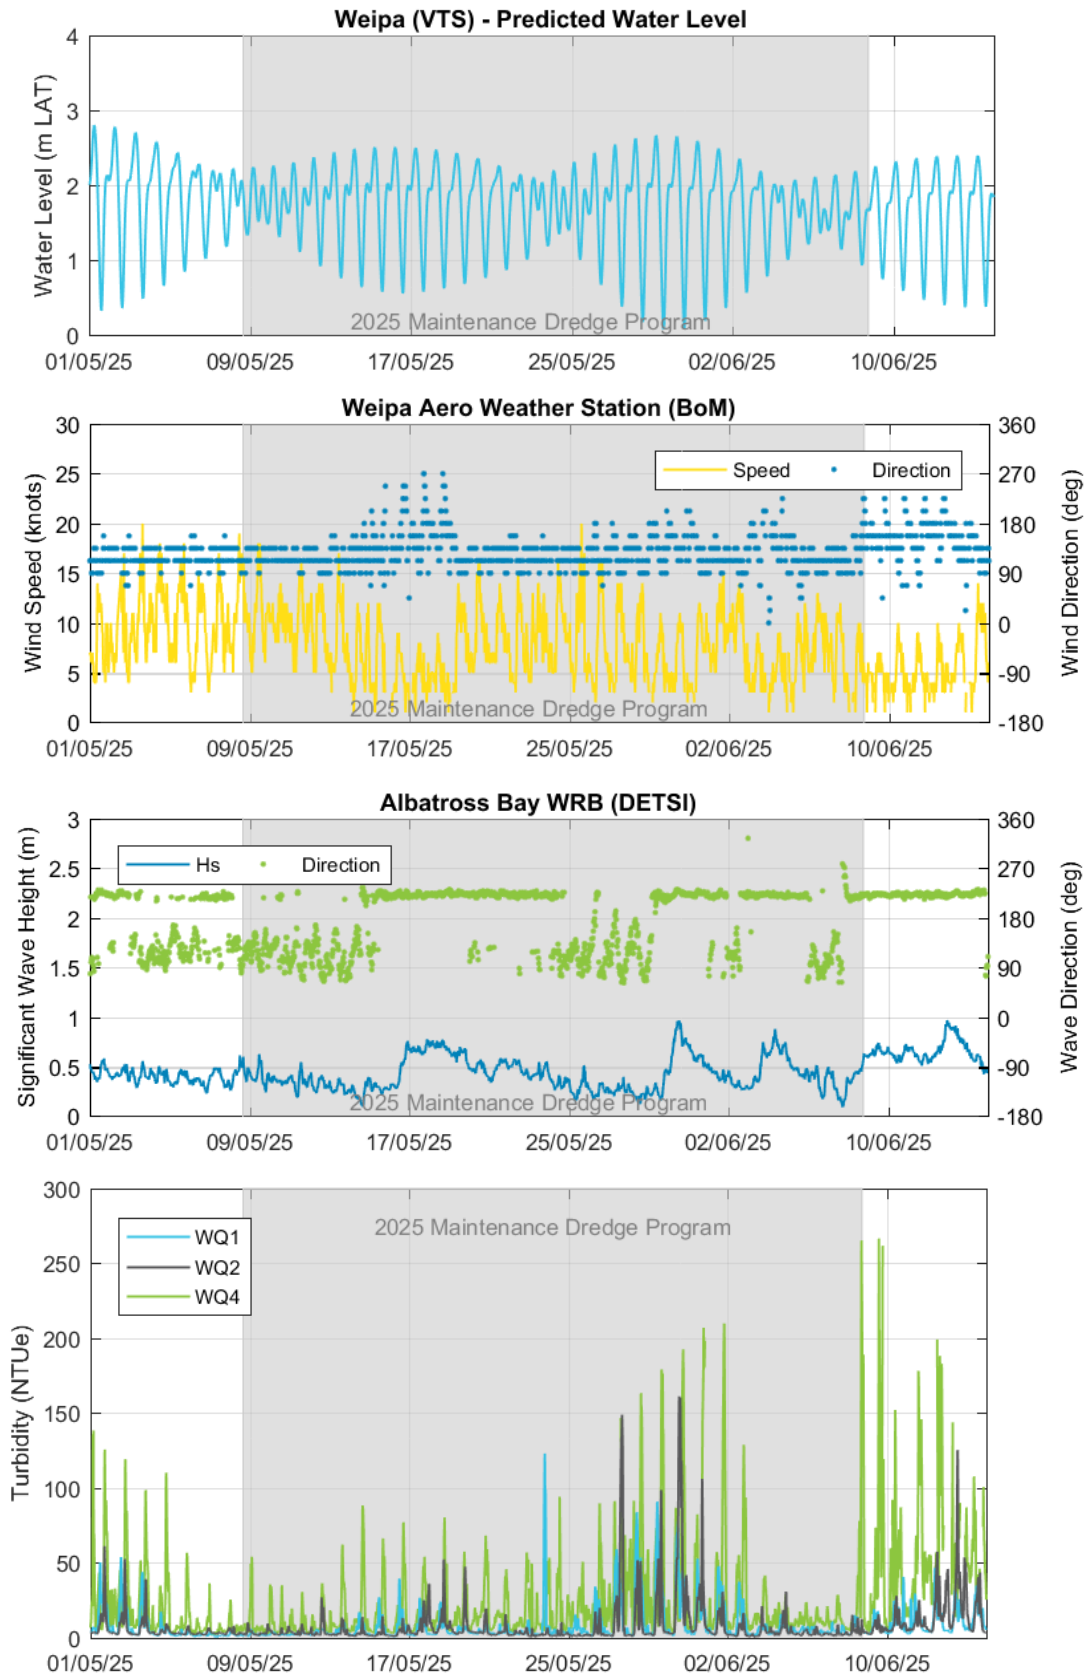 Weipa (VTS) - Predicted Water Level
4
3
2
1
0
Water Level (m LAT)
2025 Maintenance Dredge Program
01/05/25 09/05/25 17/05/25 25/05/25 02/06/25 10/06/25
Weipa Aero Weather Station (BoM)
30
25
20
15
10
5
0
Wind Speed (knots)
Speed Direction
360
270
180
90
0
-90
-180
Wind Direction (deg)
2025 Maintenance Dredge Program
01/05/25 09/05/25 17/05/25 25/05/25 02/06/25 10/06/25
Albatross Bay WRB (DETSI)
3
2.5
2
1.5
1
0.5
0
Significant Wave Height (m)
Hs Direction
360
270
180
90
0
-90
-180
Wave Direction (deg)
2025 Maintenance Dredge Program
01/05/25 09/05/25 17/05/25 25/05/25 02/06/25 10/06/25
300
250
200
150
100
50
0
Turbidity (NTUe)
2025 Maintenance Dredge Program
WQ1
WQ2
WQ4
01/05/25 09/05/25 17/05/25 25/05/25 02/06/25 10/06/25